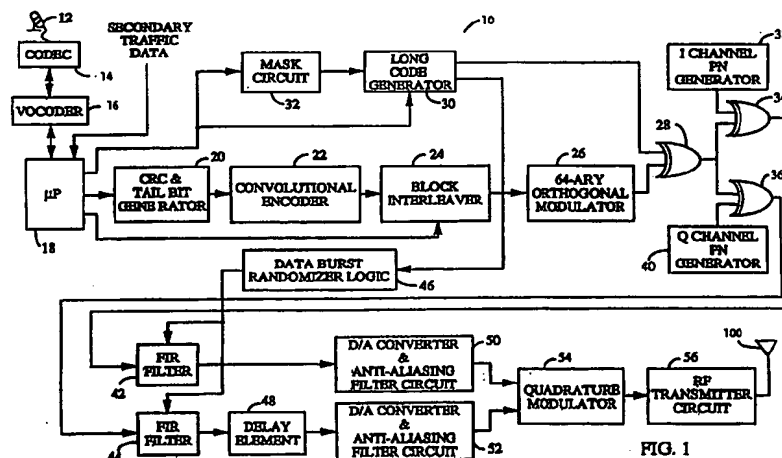 12
SECONDARY
TRAFFIC
DATA
10
CODEC
14
VOCODER
16
μP
18
MASK
CIRCUIT
32
LONG
CODE
GENERATOR
30
I CHANNEL
PN
GENERATOR
28
36
20
CRC &
TAIL BIT
GENERATOR
22
CONVOLUTIONAL
ENCODER
24
BLOCK
INTERLEAVER
26
64-ARY
ORTHOGONAL
MODULATOR
Q CHANNEL
PN
GENERATOR
40
DATA BURST
RANDOMIZER LOGIC
46
FIR
FILTER
42
50
D/A CONVERTER
&
ANTI-ALIASING
FILTER CIRCUIT
54
QUADRATURE
MODULATOR
56
RF
TRANSMITTER
CIRCUIT
100
FIR
FILTER
44
48
DELAY
ELEMENT
D/A CONVERTER
&
ANTI-ALIASING
FILTER CIRCUIT
52
FIG. 1